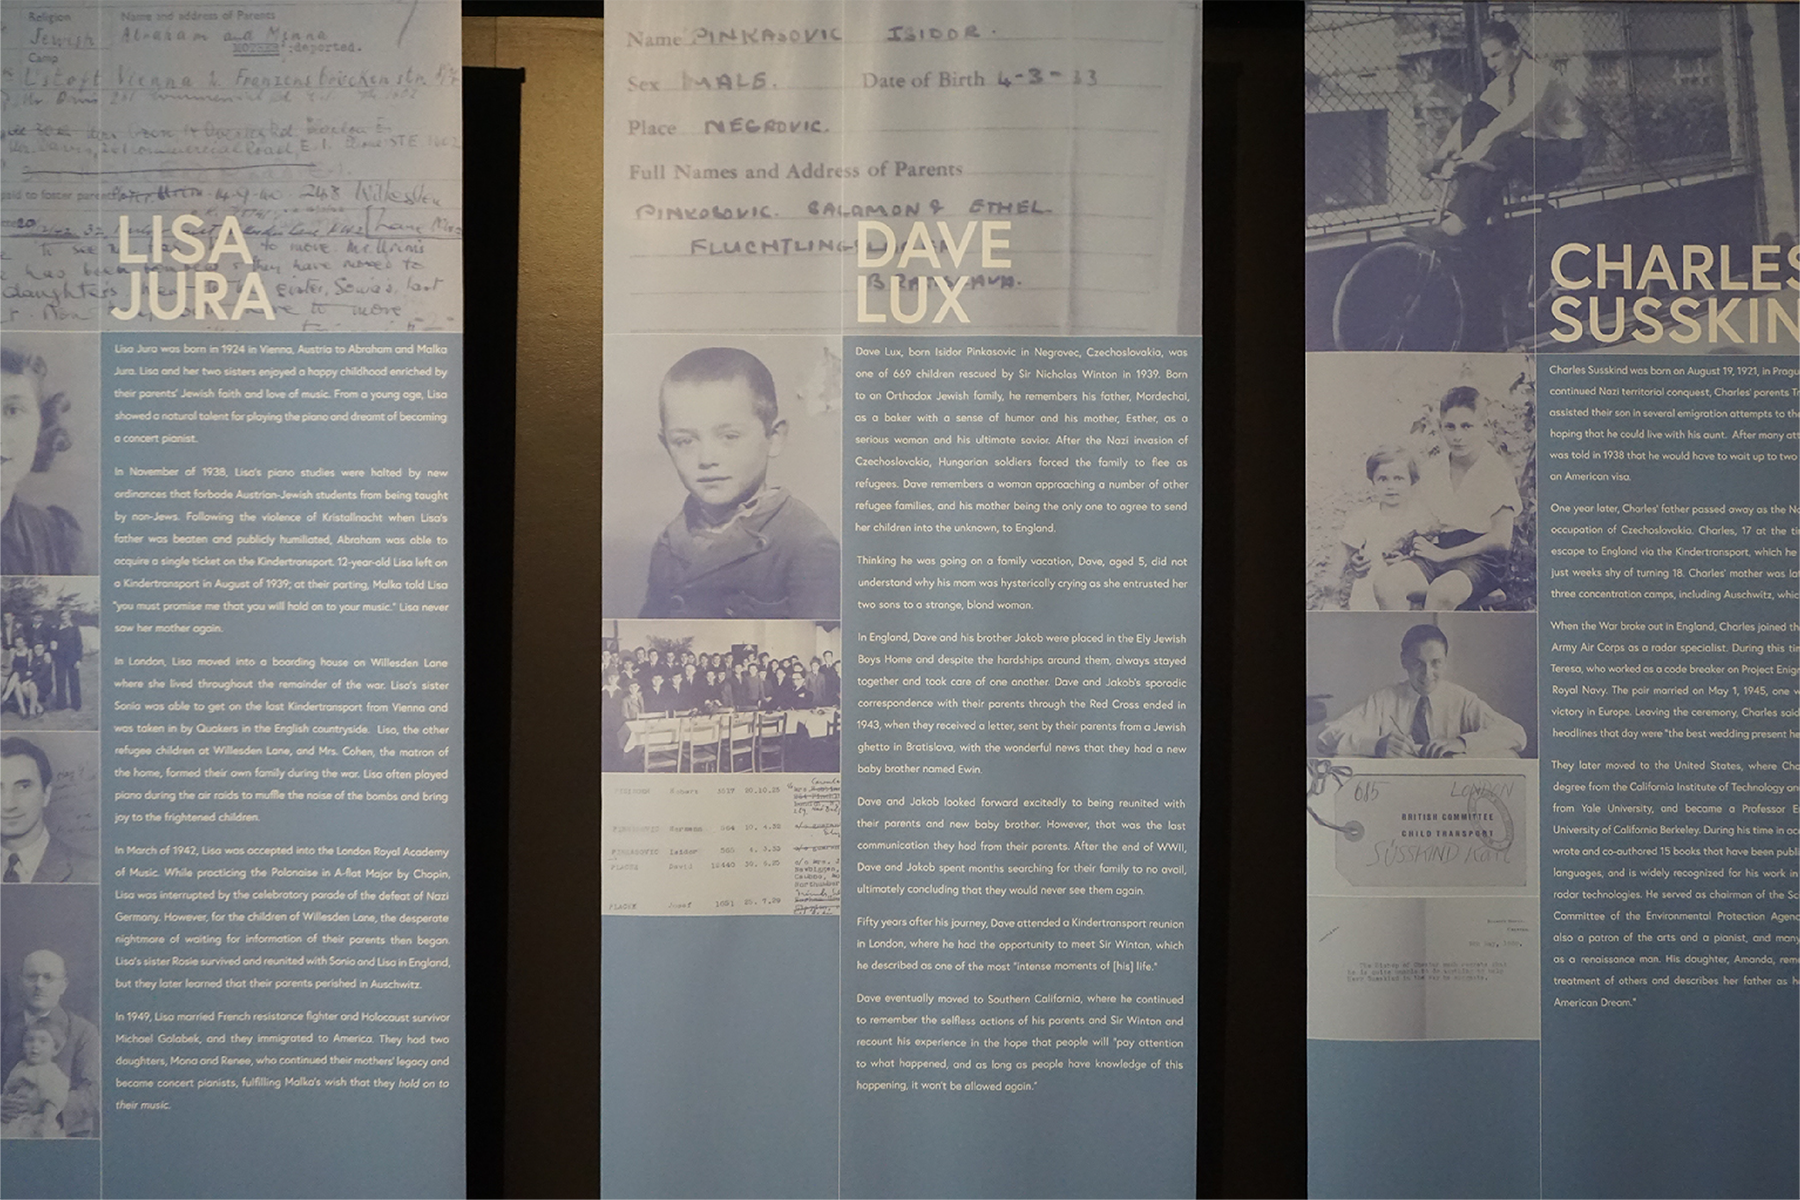 Religion
Name and address of Parents
Jewish Abraham and Menna
MOTHER deported.
Camp
L'stoft Vienna 2. Franzensbrückenstr.
LISA
JURA
Lisa Jura was born in 1924 in Vienna, Austria to Abraham and Malka
Jura. Lisa and her two sisters enjoyed a happy childhood enriched by
their parents' Jewish faith and love of music. From a young age, Lisa
showed a natural talent for playing the piano and dreamt of becoming
a concert pianist.
In November of 1938, Lisa's piano studies were halted by new
ordinances that forbade Austrian-Jewish students from being taught
by non-Jews. Following the violence of Kristallnacht when Lisa's
father was beaten and publicly humiliated, Abraham was able to
acquire a single ticket on the Kindertransport. 12-year-old Lisa left on
a Kindertransport in August of 1939; at their parting, Malka told Lisa
"you must promise me that you will hold on to your music." Lisa never
saw her mother again.
In London, Lisa moved into a boarding house on Willesden Lane
where she lived throughout the remainder of the war. Lisa's sister
Sonia was able to get on the last Kindertransport from Vienna and
was taken in by Quakers in the English countryside. Lisa, the other
refugee children at Willesden Lane, and Mrs. Cohen, the matron of
the home, formed their own family during the war. Lisa often played
piano during the air raids to muffle the noise of the bombs and bring
joy to the frightened children.
In March of 1942, Lisa was accepted into the London Royal Academy
of Music. While practicing the Polonaise in A-flat Major by Chopin,
Lisa was interrupted by the celebratory parade of the defeat of Nazi
Germany. However, for the children of Willesden Lane, the desperate
nightmare of waiting for information of their parents then began.
Lisa's sister Rosie survived and reunited with Sonia and Lisa in England,
but they later learned that their parents perished in Auschwitz.
In 1949, Lisa married French resistance fighter and Holocaust survivor
Michael Golabek, and they immigrated to America. They had two
daughters, Mona and Renee, who continued their mothers' legacy and
became concert pianists, fulfilling Malka's wish that they hold on to
their music.
Name PINKASOVIC ISIDOR.
Sex MALE. Date of Birth 4-3-33
Place NEGROVIC.
Full Names and Address of Parents
PINKOSOVIC. SALAMON & ETHEL
FLUCHTLINGSLAGER
BRATISLAVA.
DAVE
LUX
Dave Lux, born Isidor Pinkasovic in Negrovec, Czechoslovakia, was
one of 669 children rescued by Sir Nicholas Winton in 1939. Born
to an Orthodox Jewish family, he remembers his father, Mordechai,
as a baker with a sense of humor and his mother, Esther, as a
serious woman and his ultimate savior. After the Nazi invasion of
Czechoslovakia, Hungarian soldiers forced the family to flee as
refugees. Dave remembers a woman approaching a number of other
refugee families, and his mother being the only one to agree to send
her children into the unknown, to England.
Thinking he was going on a family vacation, Dave, aged 5, did not
understand why his mom was hysterically crying as she entrusted her
two sons to a strange, blond woman.
In England, Dave and his brother Jakob were placed in the Ely Jewish
Boys Home and despite the hardships around them, always stayed
together and took care of one another. Dave and Jakob's sporodic
correspondence with their parents through the Red Cross ended in
1943, when they received a letter, sent by their parents from a Jewish
ghetto in Bratislava, with the wonderful news that they had a new
baby brother named Ewin.
Dave and Jakob looked forward excitedly to being reunited with
their parents and new baby brother. However, that was the last
communication they had from their parents. After the end of WWII,
Dave and Jakob spent months searching for their family to no avail,
ultimately concluding that they would never see them again.
Fifty years after his journey, Dave attended a Kindertransport reunion
in London, where he had the opportunity to meet Sir Winton, which
he described as one of the most "intense moments of [his] life."
Dave eventually moved to Southern California, where he continued
to remember the selfless actions of his parents and Sir Winton and
recount his experience in the hope that people will "pay attention
to what happened, and as long as people have knowledge of this
happening, it won't be allowed again."
CHARLES
SUSSKIN
Charles Susskind was born on August 19, 1921, in Pragu
continued Nazi territorial conquest, Charles' parents Tr
assisted their son in several emigration attempts to the
hoping that he could live with his aunt. After many att
was told in 1938 that he would have to wait up to two
an American visa.
One year later, Charles' father passed away as the Na
occupation of Czechoslovakia. Charles, 17 at the ti
escape to England via the Kindertransport, which he
just weeks shy of turning 18. Charles' mother was lat
three concentration camps, including Auschwitz, whic
When the War broke out in England, Charles joined th
Army Air Corps as a radar specialist. During this tim
Teresa, who worked as a code breaker on Project Enig
Royal Navy. The pair married on May 1, 1945, one w
victory in Europe. Leaving the ceremony, Charles said
headlines that day were "the best wedding present he
They later moved to the United States, where Cha
degree from the California Institute of Technology an
from Yale University, and became a Professor E
University of California Berkeley. During his time in aca
wrote and co-authored 15 books that have been publi
languages, and is widely recognized for his work in
radar technologies. He served as chairman of the Sci
Committee of the Environmental Protection Agenc
also a patron of the arts and a pianist, and many
as a renaissance man. His daughter, Amanda, reme
treatment of others and describes her father as he
American Dream."
685 LONDON
BRITISH COMMITTEE
CHILD TRANSPORT
SÜSSKIND Karl